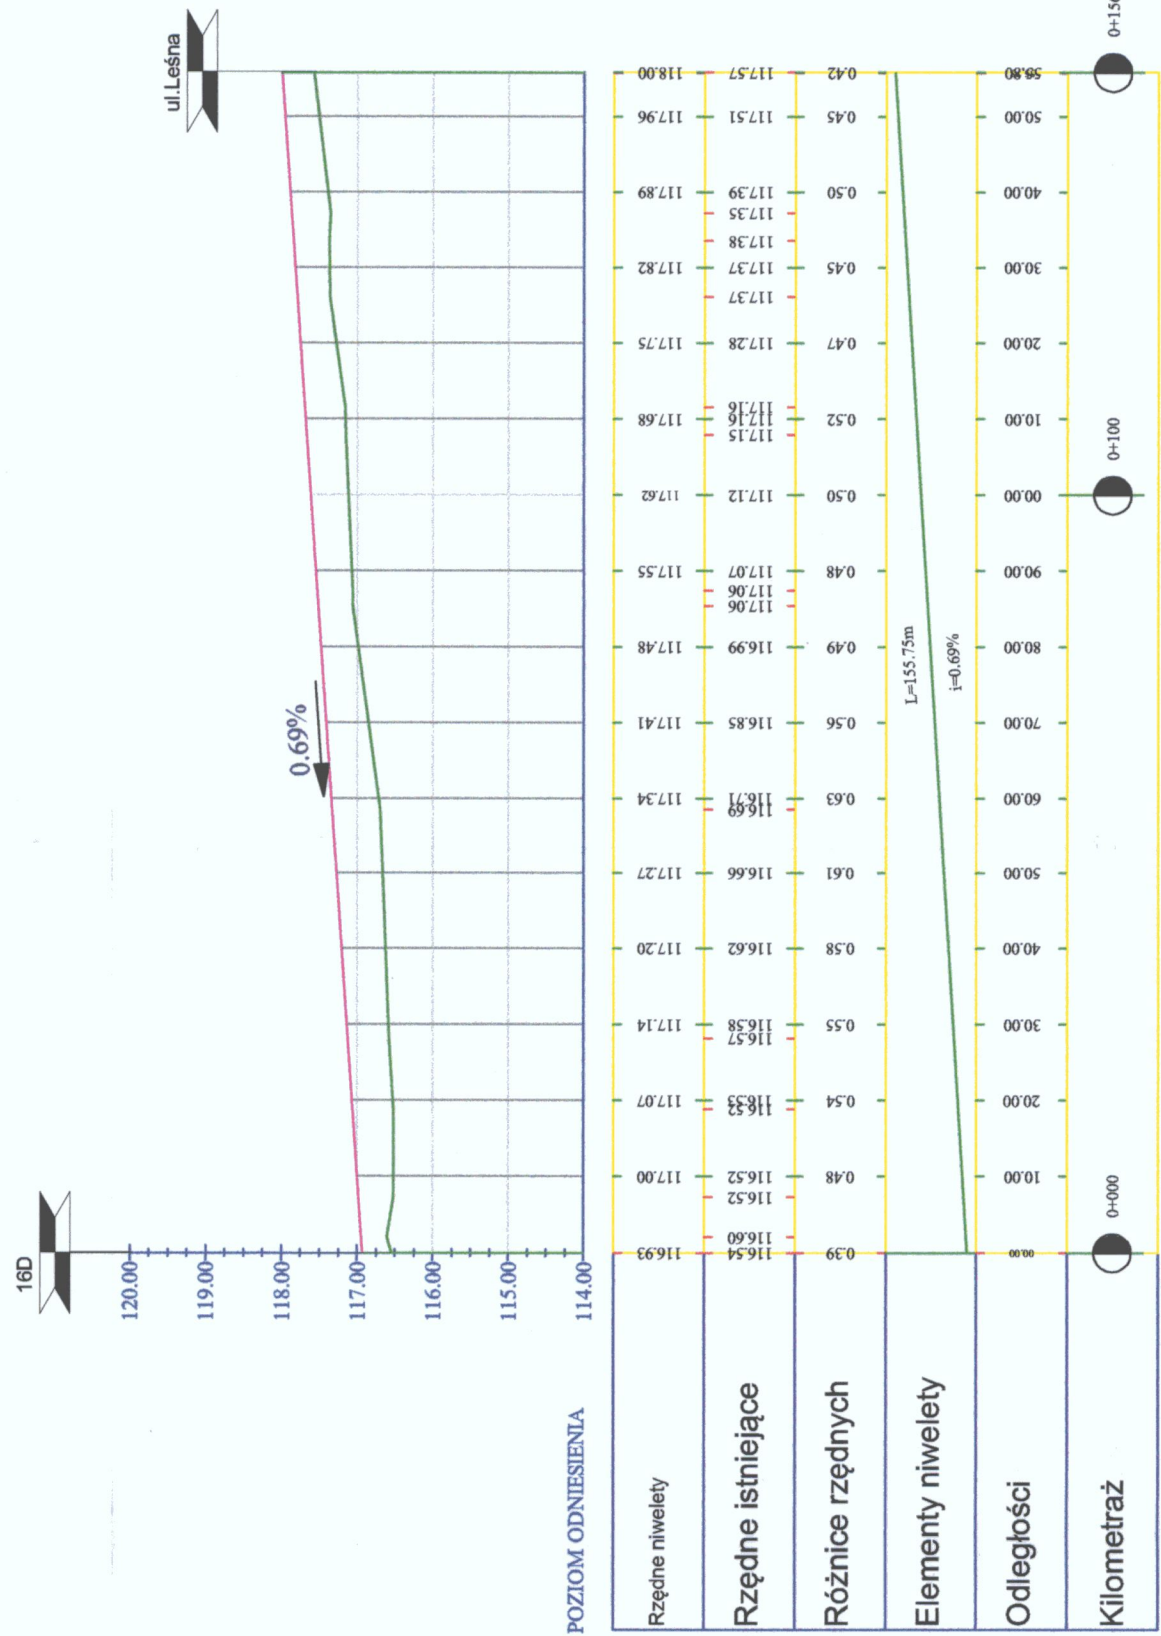 16D
ul.Leśna
120.00
119.00
118.00
117.00
116.00
115.00
114.00
0.69%
POZIOM ODNIESIENIA
Rzędne niwelety
116.93 117.00 117.07 117.14 117.20 117.27 117.34 117.41 117.48 117.55 117.62 117.68 117.75 117.82 117.89 117.96 118.00
Rzędne istniejące
116.54 116.60 116.52 116.52 116.52 116.53 116.57 116.58 116.62 116.66 116.69 116.71 116.85 116.99 117.06 117.06 117.07 117.12 117.15 117.16 117.16 117.28 117.37 117.37 117.38 117.35 117.39 117.51 117.57
Różnice rzędnych
0.39 0.48 0.54 0.55 0.58 0.61 0.63 0.56 0.49 0.48 0.50 0.52 0.47 0.45 0.50 0.45 0.42
Elementy niwelety
L=155.75m
i=0.69%
Odległości
10.00 20.00 30.00 40.00 50.00 60.00 70.00 80.00 90.00 00.00 10.00 20.00 30.00 40.00 50.00
Kilometraż
0+000 0+100